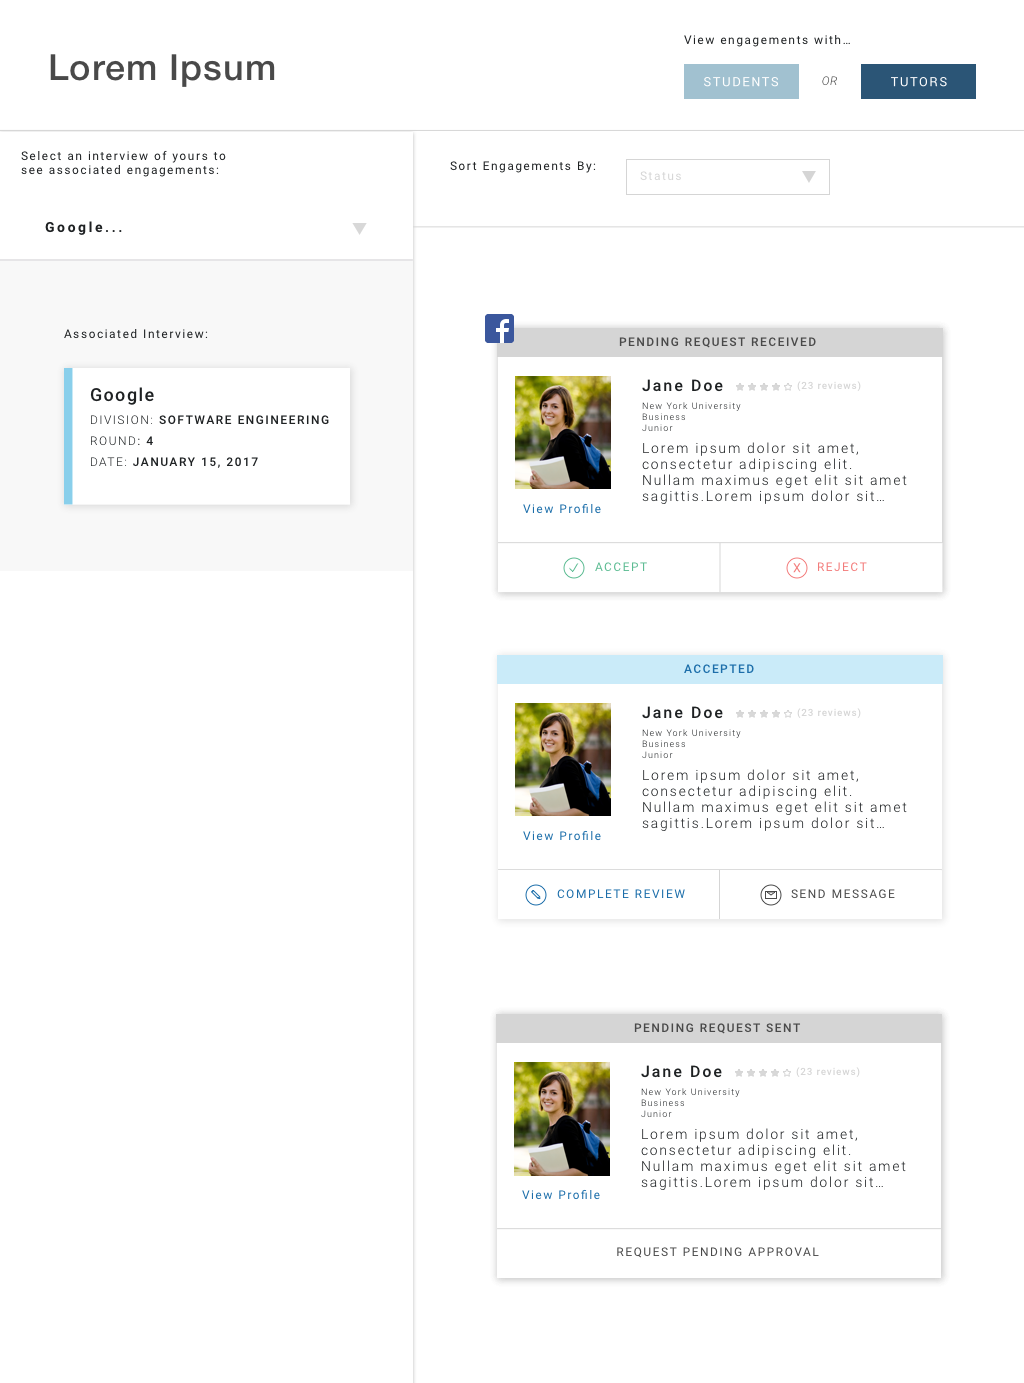 Lorem Ipsum
View engagements with…
STUDENTS
OR
TUTORS
Select an interview of yours to
see associated engagements:
Google...
Associated Interview:
Google
DIVISION: SOFTWARE ENGINEERING
ROUND: 4
DATE: JANUARY 15, 2017
Sort Engagements By:
Status
PENDING REQUEST RECEIVED
Jane Doe (23 reviews)
New York University
Business
Junior
Lorem ipsum dolor sit amet,
consectetur adipiscing elit.
Nullam maximus eget elit sit amet
sagittis.Lorem ipsum dolor sit…
View Profile
ACCEPT
REJECT
ACCEPTED
Jane Doe (23 reviews)
New York University
Business
Junior
Lorem ipsum dolor sit amet,
consectetur adipiscing elit.
Nullam maximus eget elit sit amet
sagittis.Lorem ipsum dolor sit…
View Profile
COMPLETE REVIEW
SEND MESSAGE
PENDING REQUEST SENT
Jane Doe (23 reviews)
New York University
Business
Junior
Lorem ipsum dolor sit amet,
consectetur adipiscing elit.
Nullam maximus eget elit sit amet
sagittis.Lorem ipsum dolor sit…
View Profile
REQUEST PENDING APPROVAL